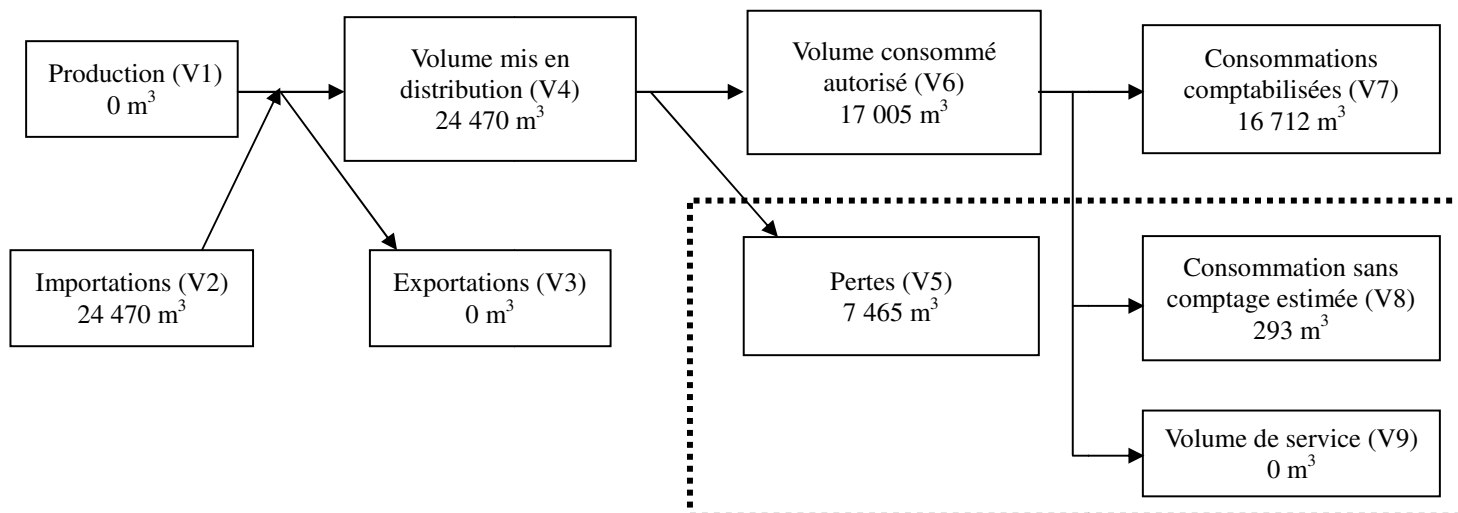 Production (V1)
0 m³
Volume mis en
distribution (V4)
24 470 m³
Volume consommé
autorisé (V6)
17 005 m³
Consommations
comptabilisées (V7)
16 712 m³
Importations (V2)
24 470 m³
Exportations (V3)
0 m³
Pertes (V5)
7 465 m³
Consommation sans
comptage estimée (V8)
293 m³
Volume de service (V9)
0 m³